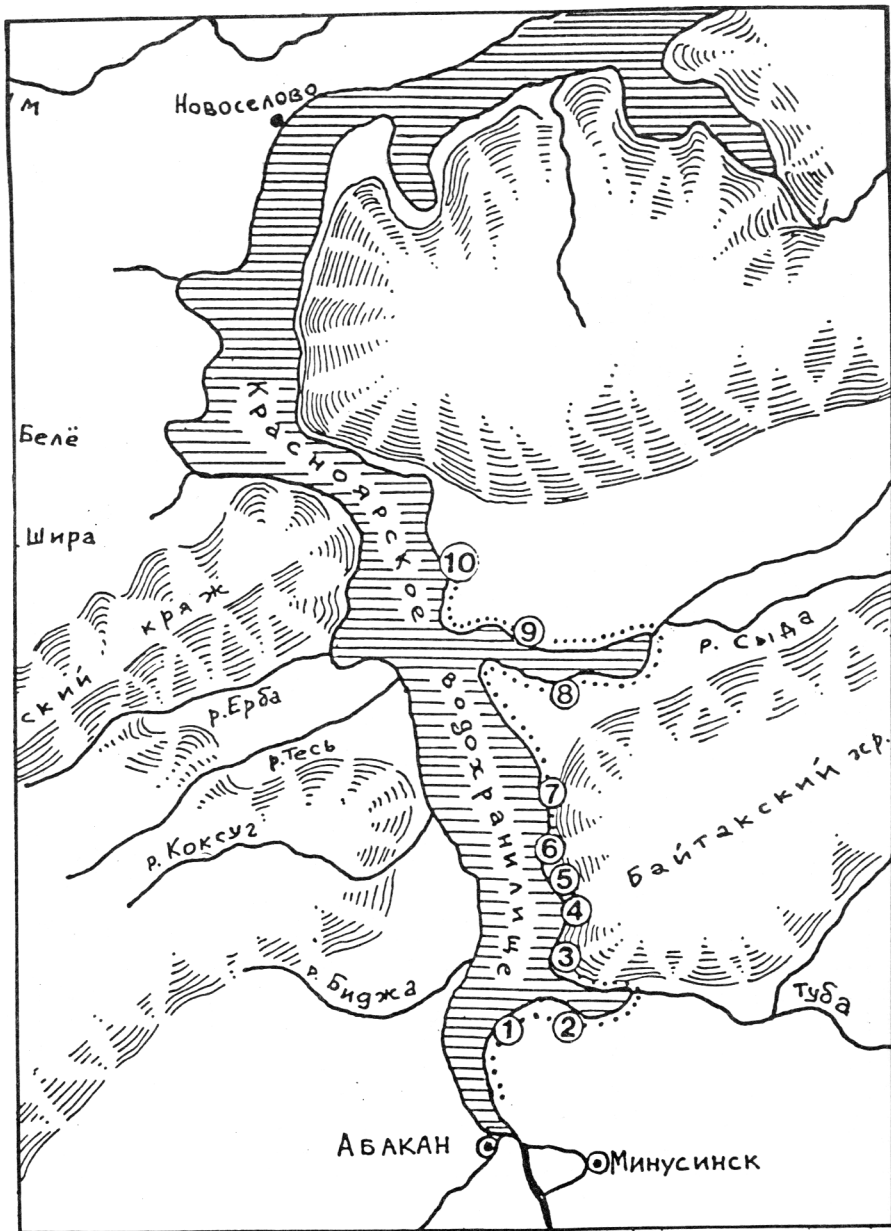 м
Новоселово
Красноярское
Белё
Шира
10
ский кряж
9
р. Сыда
8
р. Ерба
водохранилище
р. Тесь
7
Байтакский хр.
р. Коксуг
6
5
4
3
р. Биджа
Туба
1
2
АБАКАН
Минусинск